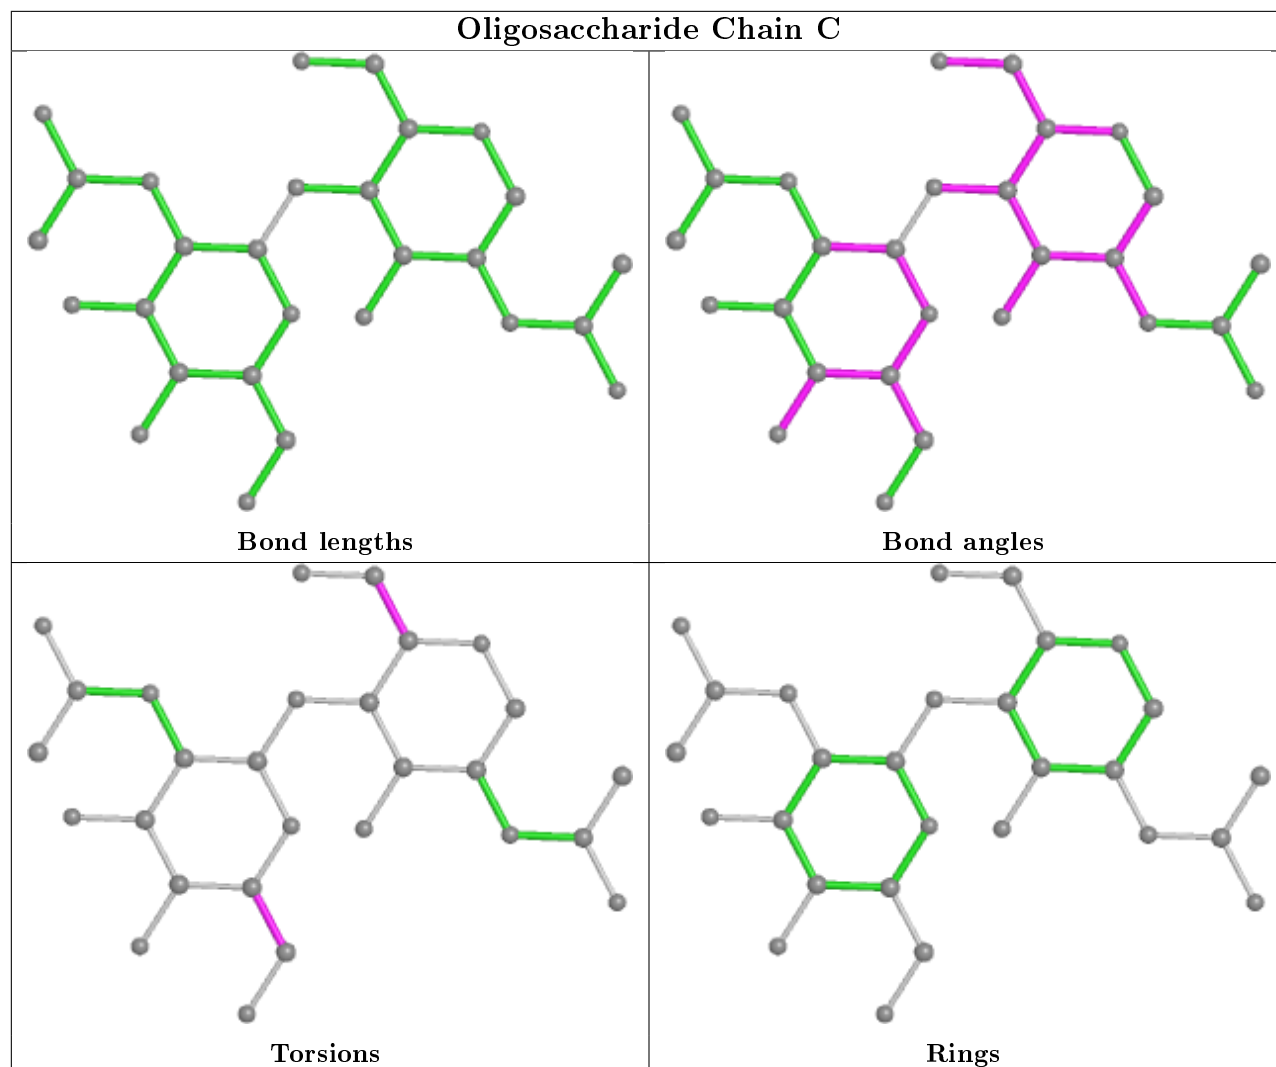 Oligosaccharide Chain C
Bond lengths
Bond angles
Torsions
Rings